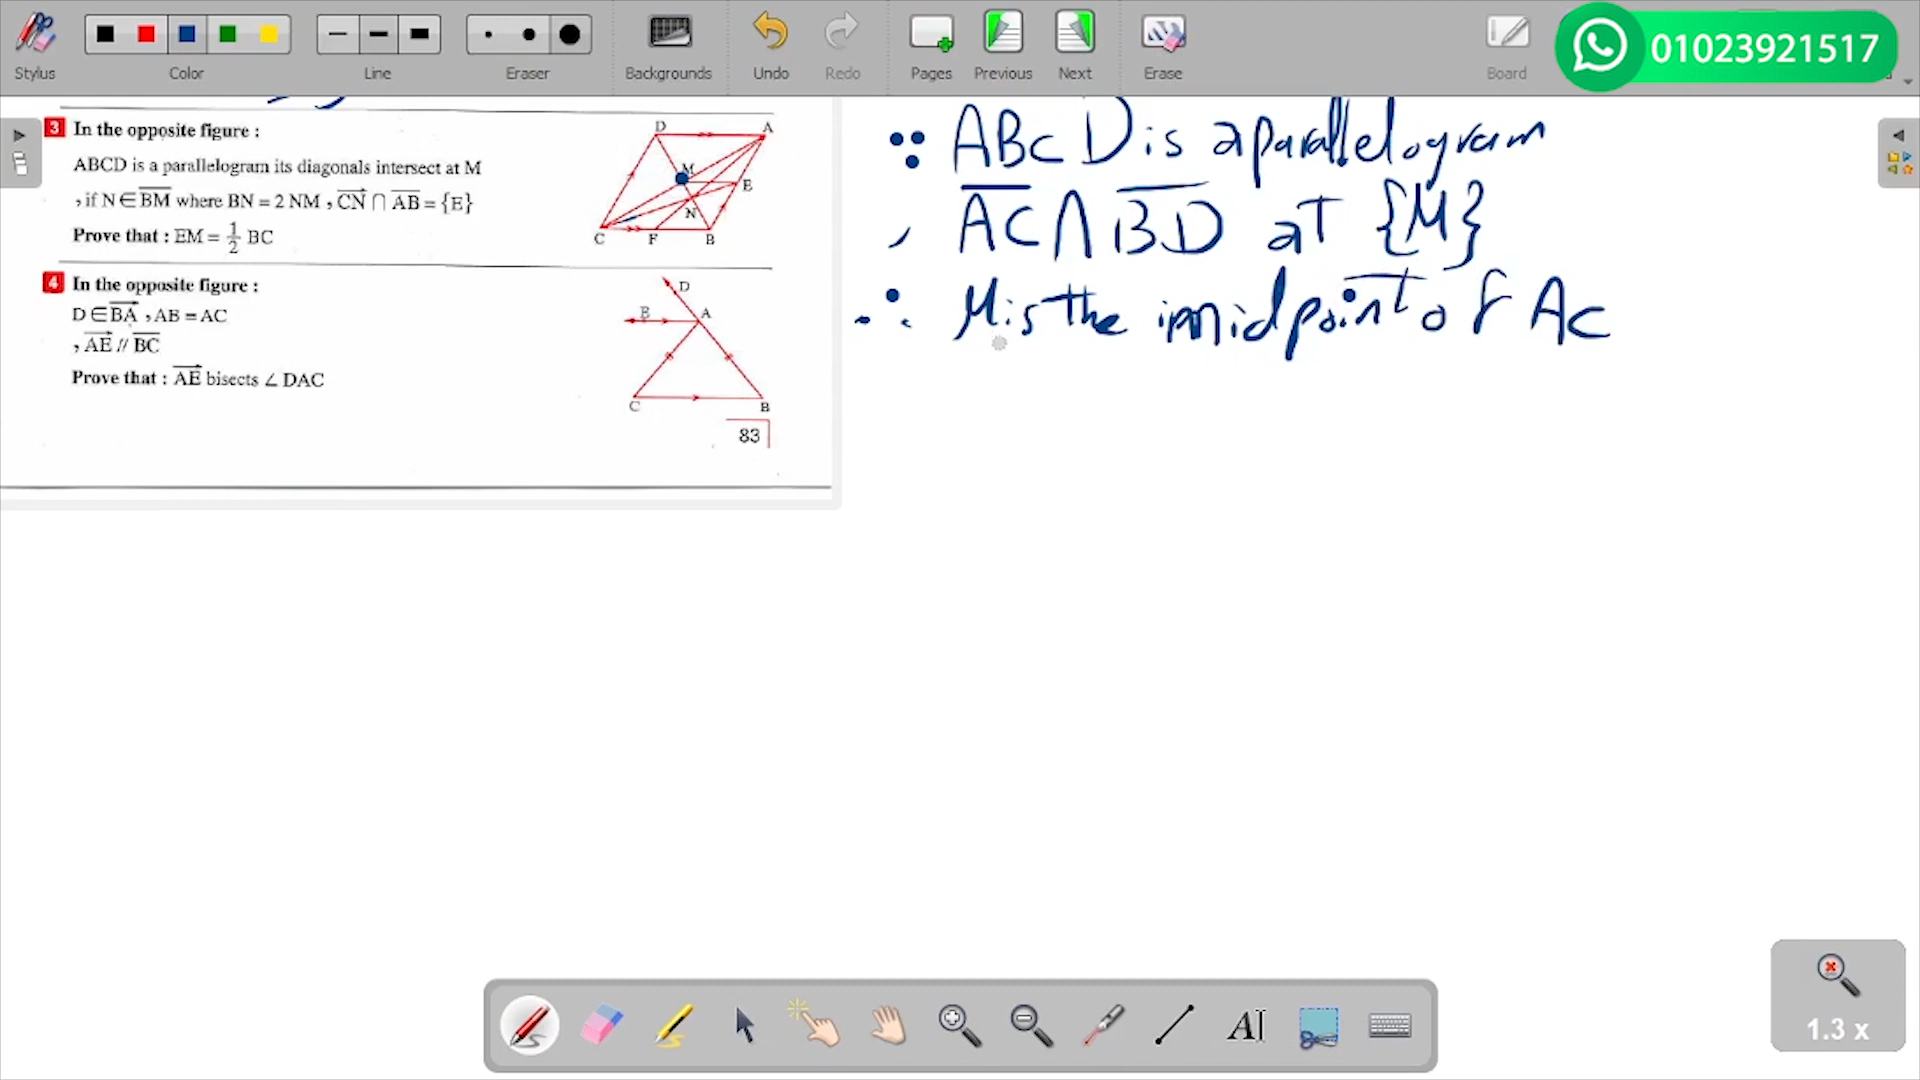 Stylus
Color
Line
Eraser
Backgrounds
Undo
Redo
Pages
Previous
Next
Erase
Board
01023921517
3 In the opposite figure :
ABCD is a parallelogram its diagonals intersect at M
, if N ∈ BM where BN = 2 NM , CN ∩ AB = {E}
Prove that : EM = 1/2 BC
D
A
M
E
N
C
F
B
4 In the opposite figure :
D ∈ BA , AB = AC
, AE // BC
Prove that : AE bisects ∠ DAC
D
E
A
C
B
83
∵ ABCD is a parallelogram
, AC ∩ BD at {M}
∴ M is the midpoint of AC
AI
1.3 x